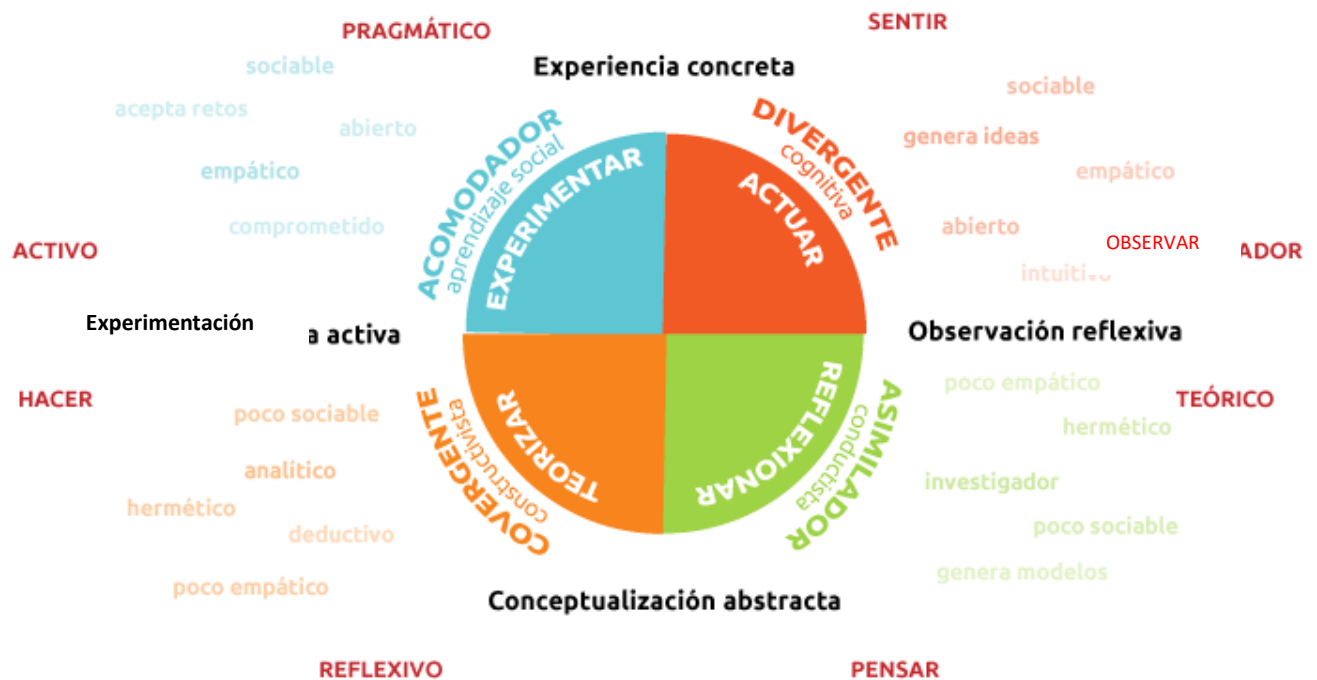 PRAGMÁTICO
SENTIR
Experiencia concreta
sociable
acepta retos
abierto
empático
comprometido
ACTIVO
ACOMODADOR
aprendizaje social
EXPERIMENTAR
DIVERGENTE
cognitiva
ACTUAR
sociable
genera ideas
empático
abierto
OBSERVAR
ADOR
intuitivo
Experimentación
a activa
Observación reflexiva
HACER
poco sociable
analítico
hermético
deductivo
poco empático
COVERGENTE
constructivista
TEORIZAR
REFLEXIONAR
ASIMILADOR
conductista
poco empático
TEÓRICO
hermético
investigador
poco sociable
genera modelos
Conceptualización abstracta
REFLEXIVO
PENSAR